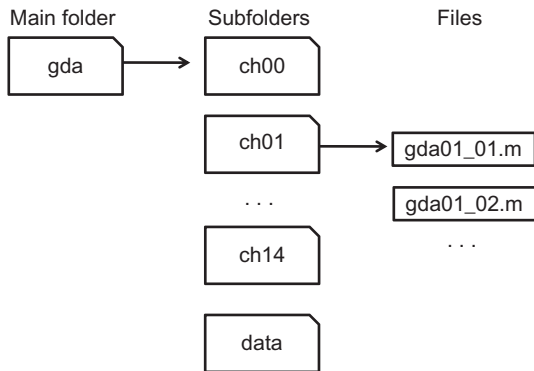 Main folder
Subfolders
Files
gda
ch00
ch01
gda01_01.m
gda01_02.m
. . .
. . .
ch14
data